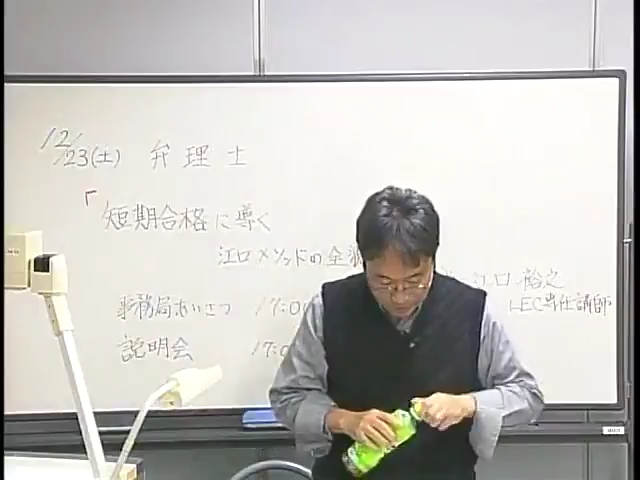 12/23(土) 弁理士
「短期合格に導く
江口メソッドの全
江口 裕之
LEC専任講師
事務局あいさつ 17:0
説明会 17:0